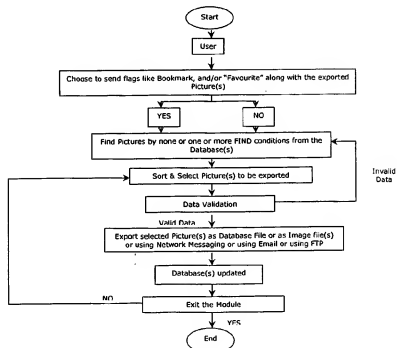 Start
User
Choose to send flags like Bookmark, and/or "Favourite" along with the exported
Picture(s)
YES
NO
Find Pictures by none or one or more FIND conditions from the
Database(s)
Invalid
Data
Sort & Select Picture(s) to be exported
Data Validation
Valid Data
Export selected Picture(s) as Database File or as Image file(s)
or using Network Messaging or using Email or using FTP
Database(s) updated
NO
Exit the Module
YES
End